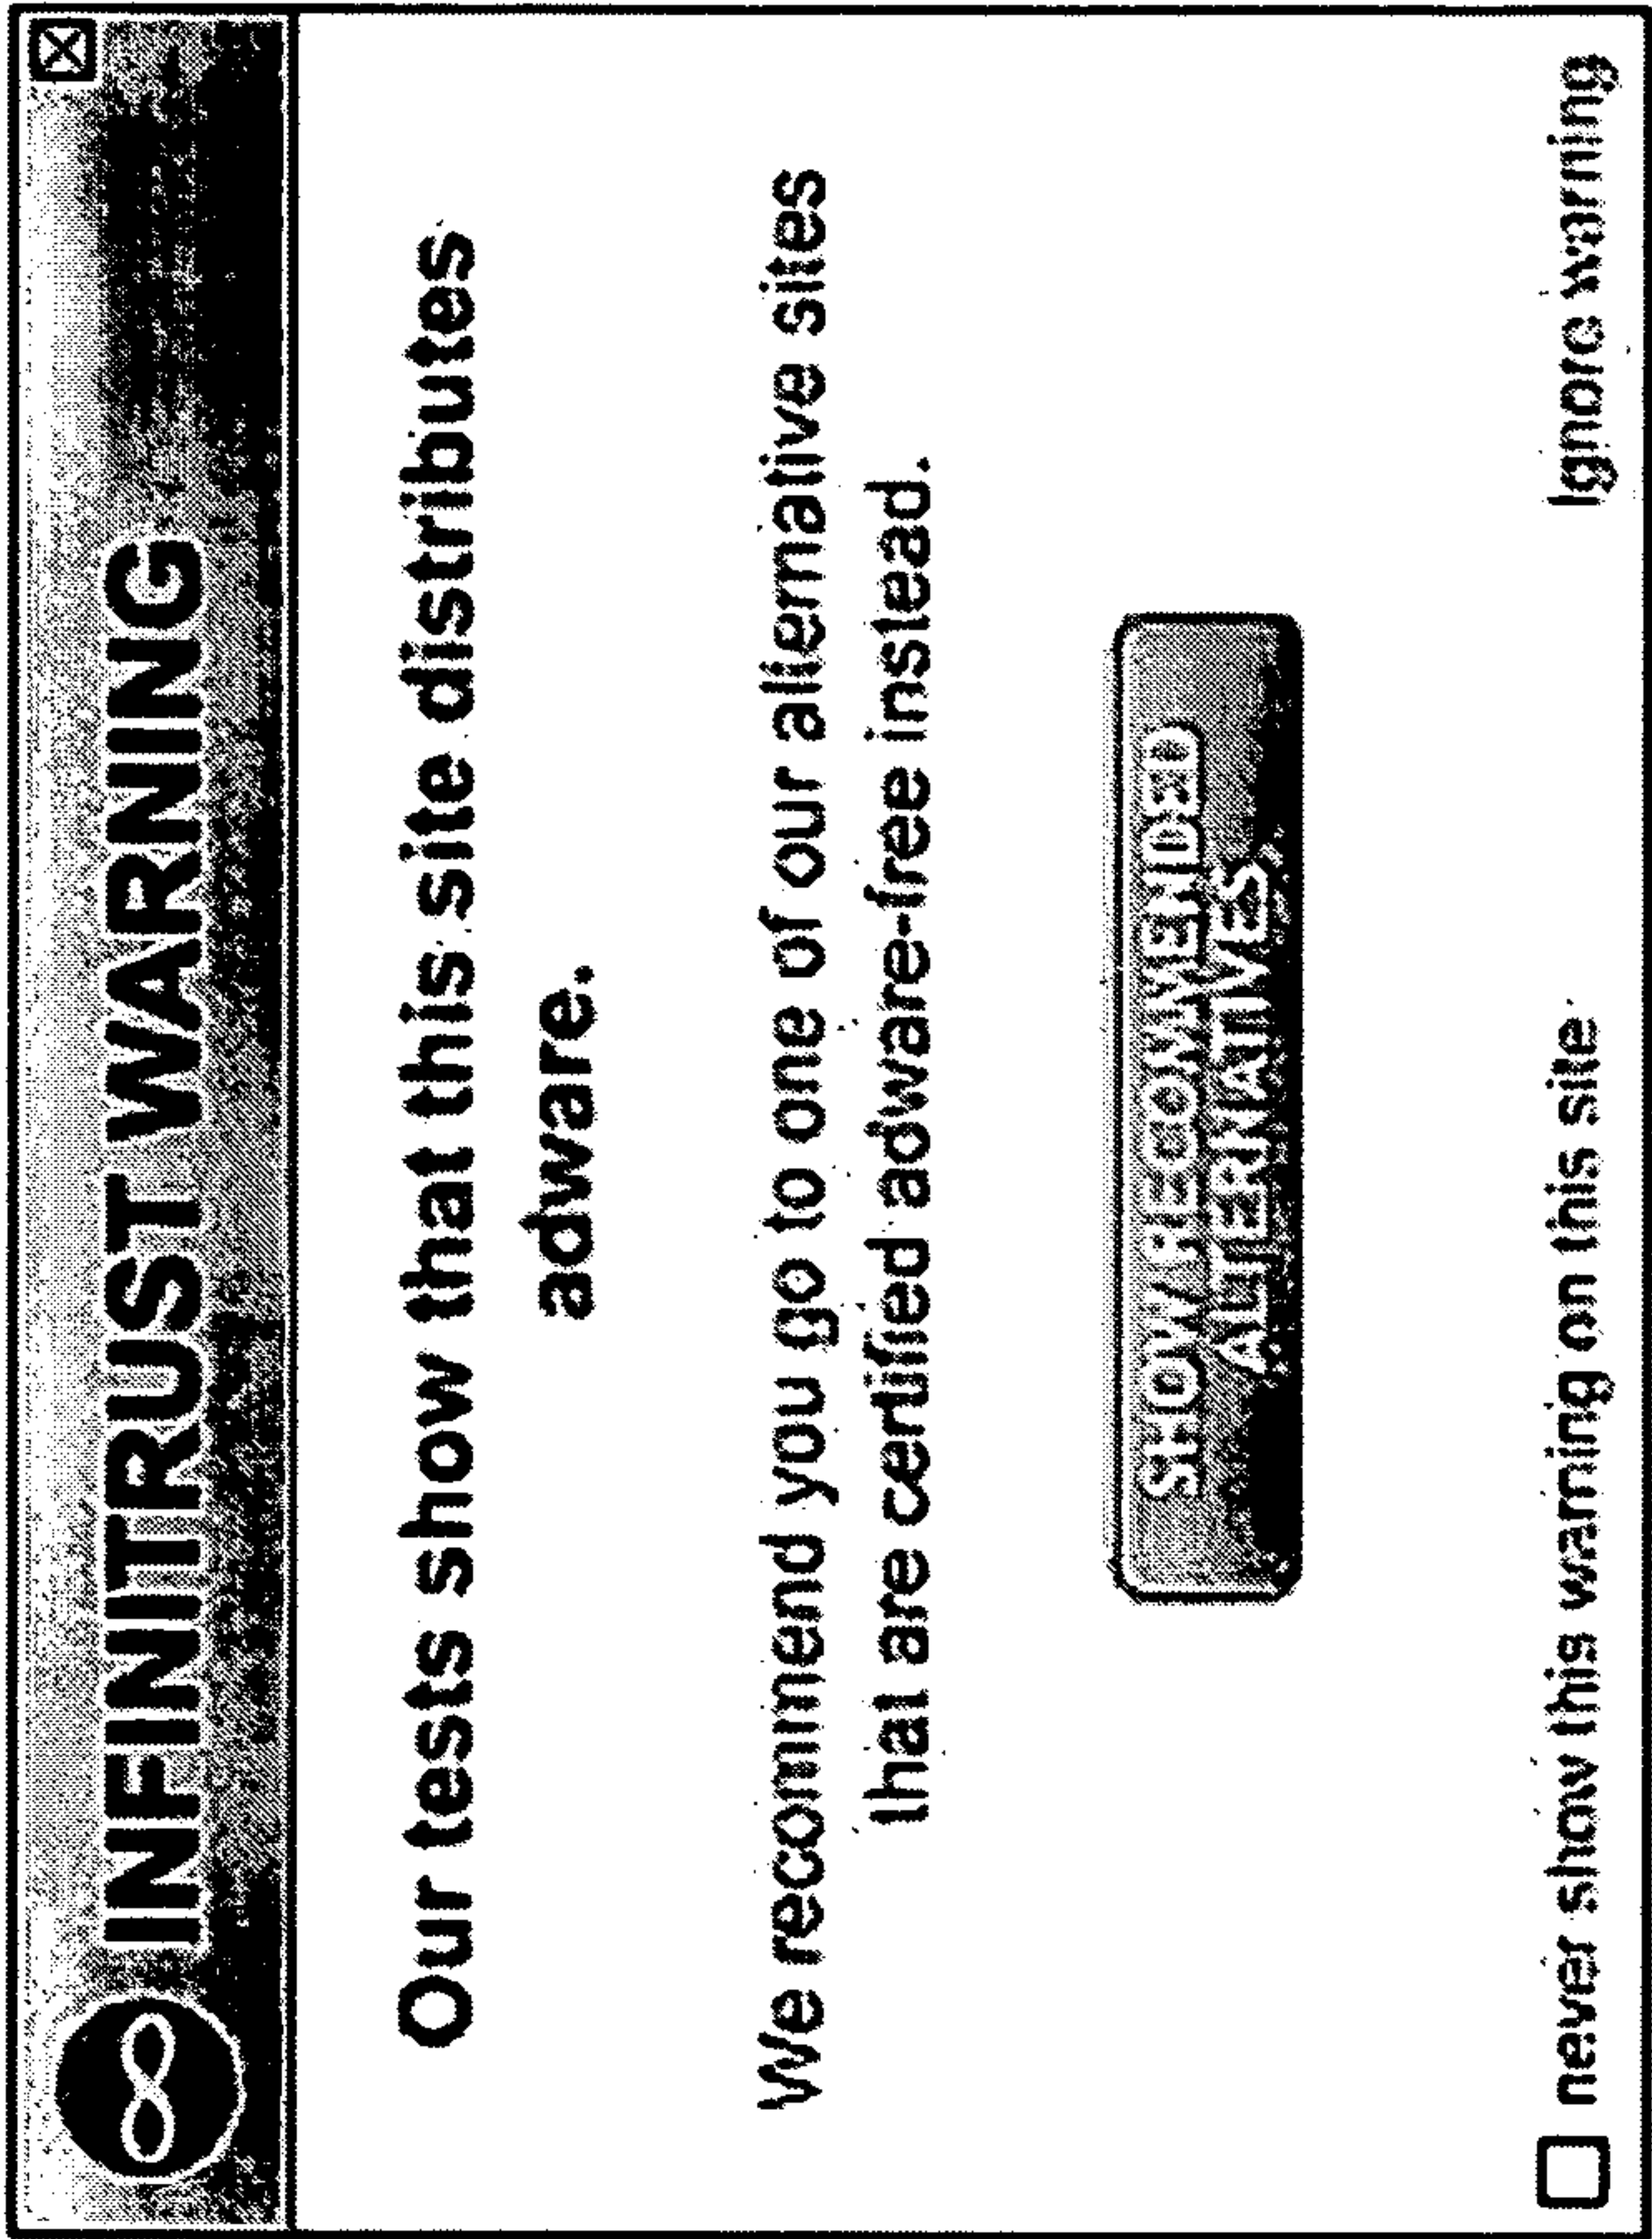 INFINITRUST WARNING
Our tests show that this site distributes
adware.
We recommend you go to one of our alternative sites
that are certified adware-free instead.
SHOW RECOMMENDED
ALTERNATIVES
never show this warning on this site
Ignore warning